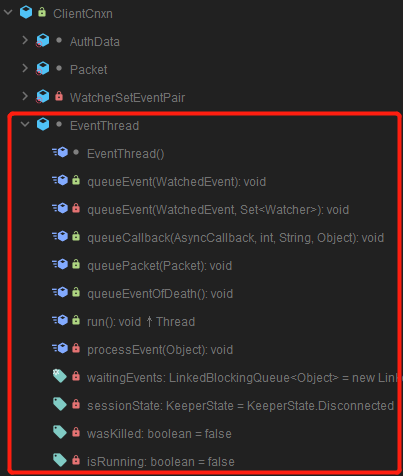 ClientCnxn
AuthData
Packet
WatcherSetEventPair
EventThread
EventThread()
queueEvent(WatchedEvent): void
queueEvent(WatchedEvent, Set<Watcher>): void
queueCallback(AsyncCallback, int, String, Object): void
queuePacket(Packet): void
queueEventOfDeath(): void
run(): void ↑Thread
processEvent(Object): void
waitingEvents: LinkedBlockingQueue<Object> = new Link
sessionState: KeeperState = KeeperState.Disconnected
wasKilled: boolean = false
isRunning: boolean = false